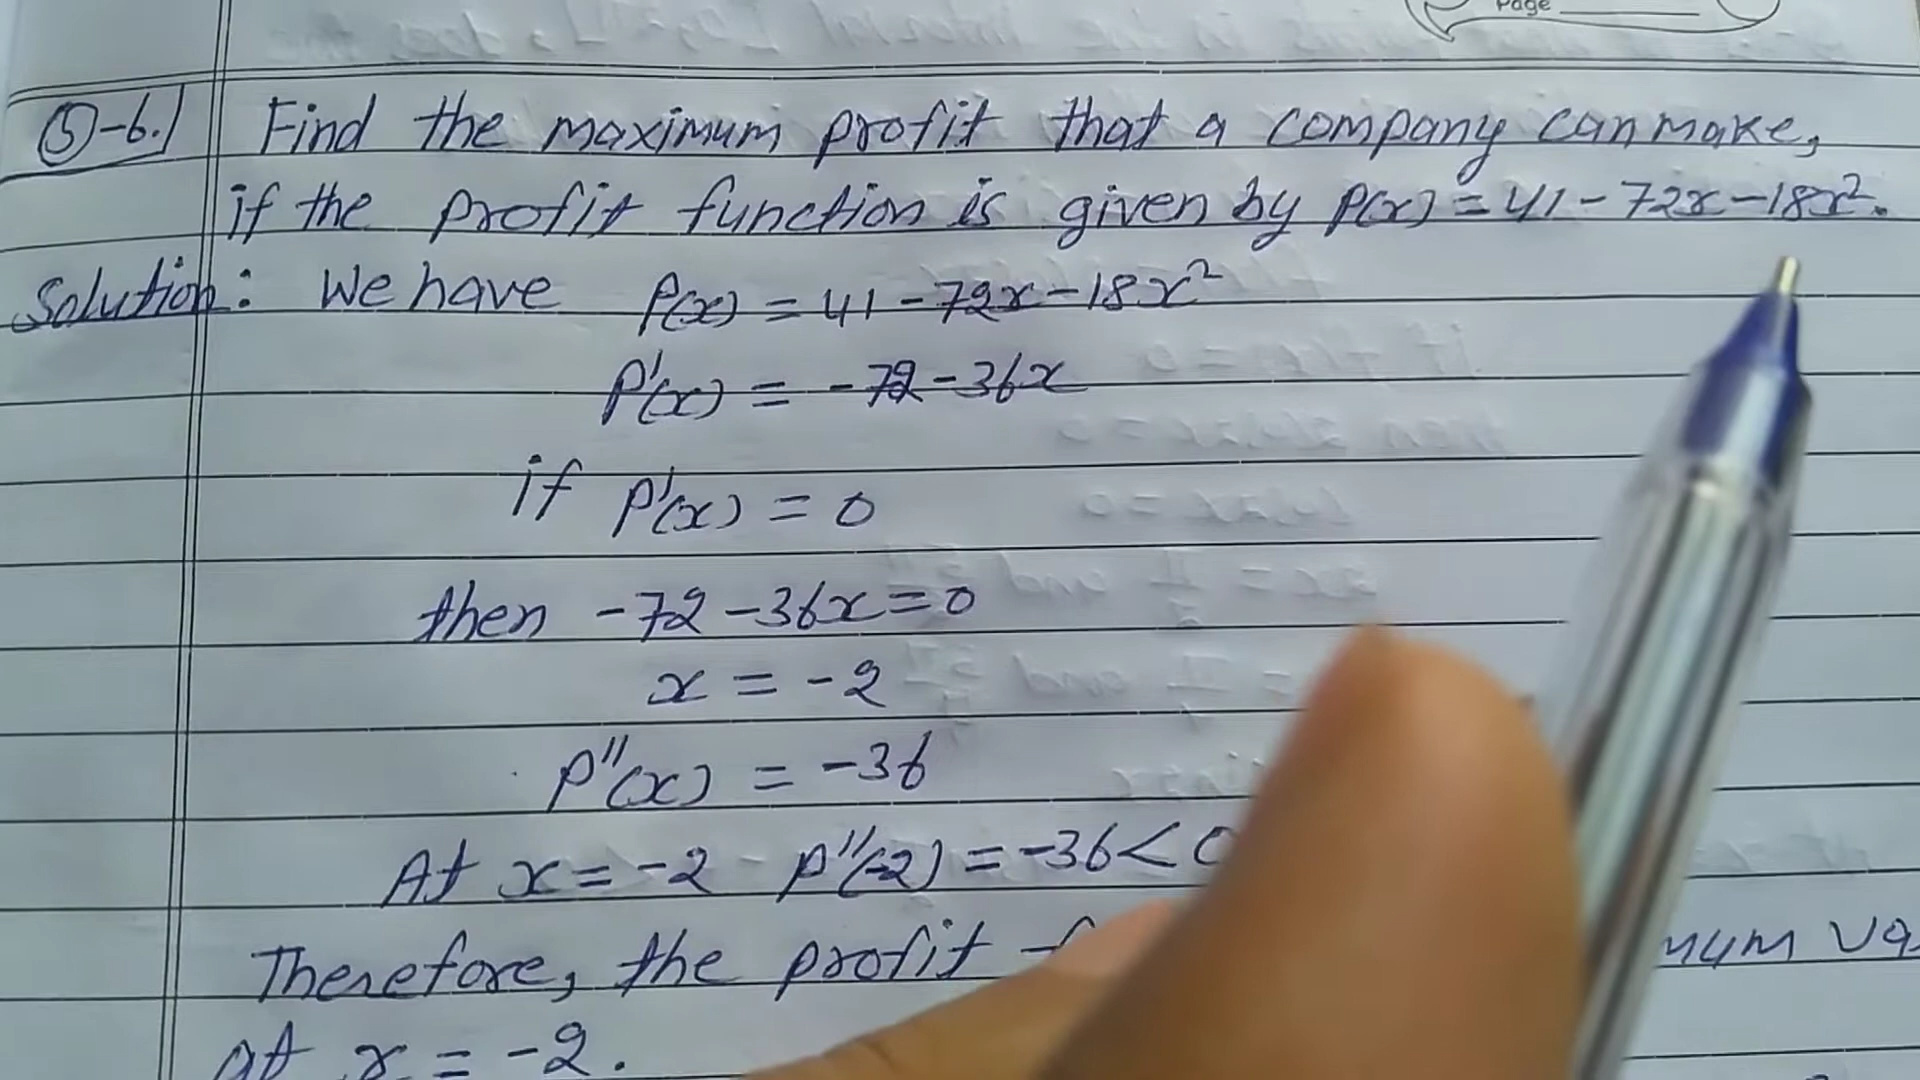 Page
⑤-6.) Find the maximum profit that a company can make,
if the profit function is given by P(x) = 41 - 72x - 18x².
Solution: We have P(x) = 41 - 72x - 18x²
P'(x) = -72 - 36x
if P'(x) = 0
then -72 - 36x = 0
x = -2
P''(x) = -36
At x = -2 P''(-2) = -36 <
Therefore, the profit
at x = -2.